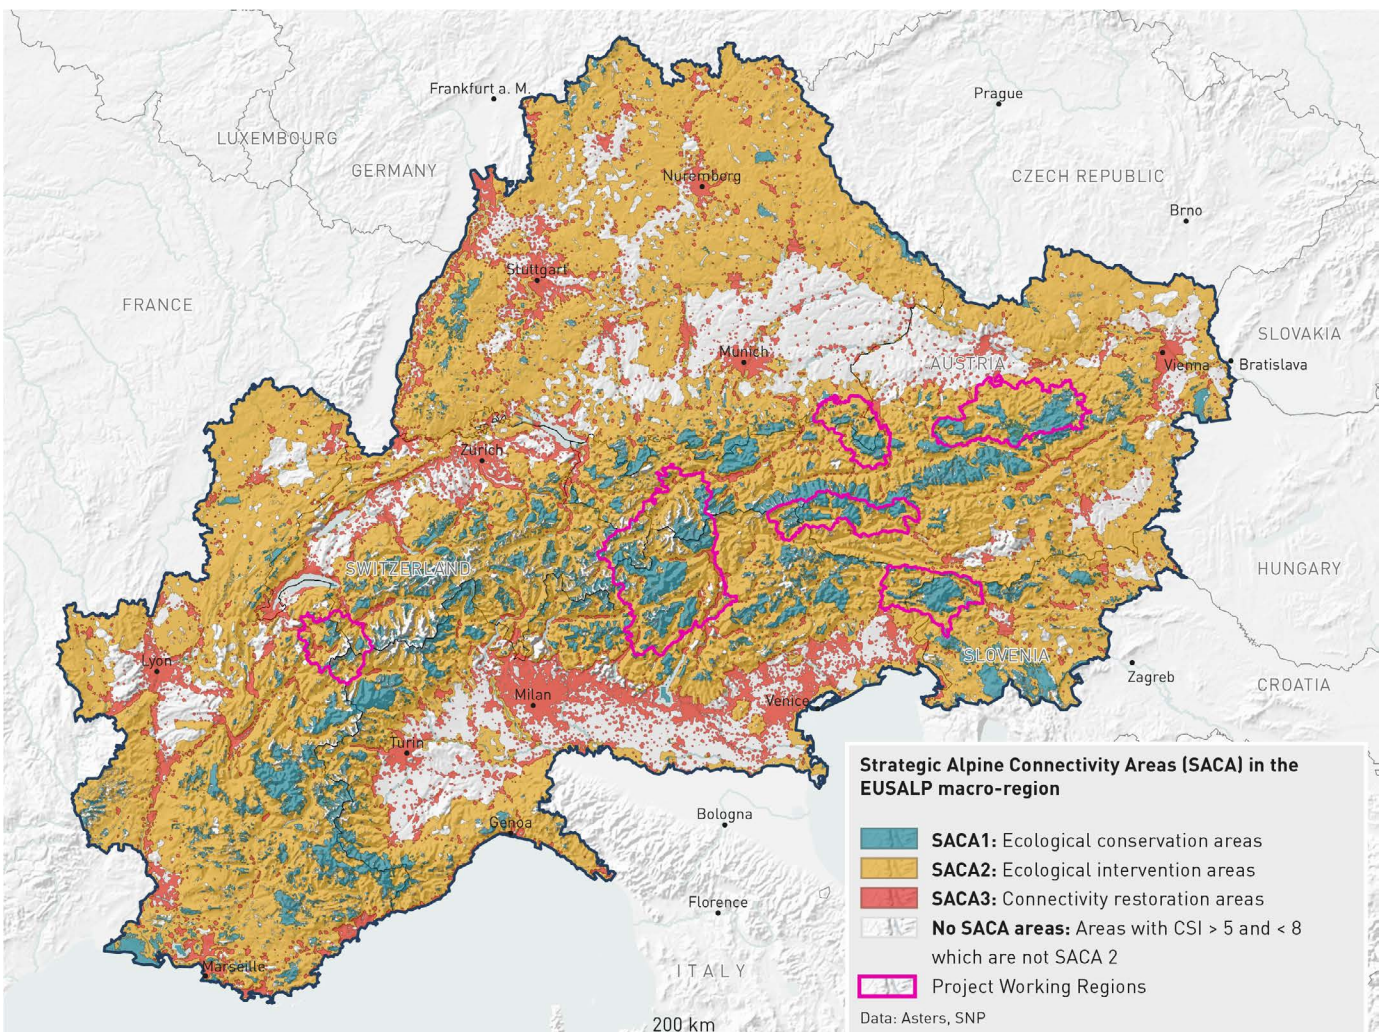 Frankfurt a. M.
Prague
LUXEMBOURG
GERMANY
CZECH REPUBLIC
Nuremberg
Brno
Stuttgart
FRANCE
SLOVAKIA
Munich
AUSTRIA
Vienna
Bratislava
Zürich
SWITZERLAND
HUNGARY
Lyon
SLOVENIA
Zagreb
CROATIA
Milan
Venice
Turin
Genoa
Bologna
Florence
Marseille
ITALY
200 km
Strategic Alpine Connectivity Areas (SACA) in the
EUSALP macro-region
SACA1: Ecological conservation areas
SACA2: Ecological intervention areas
SACA3: Connectivity restoration areas
No SACA areas: Areas with CSI > 5 and < 8
which are not SACA 2
Project Working Regions
Data: Asters, SNP